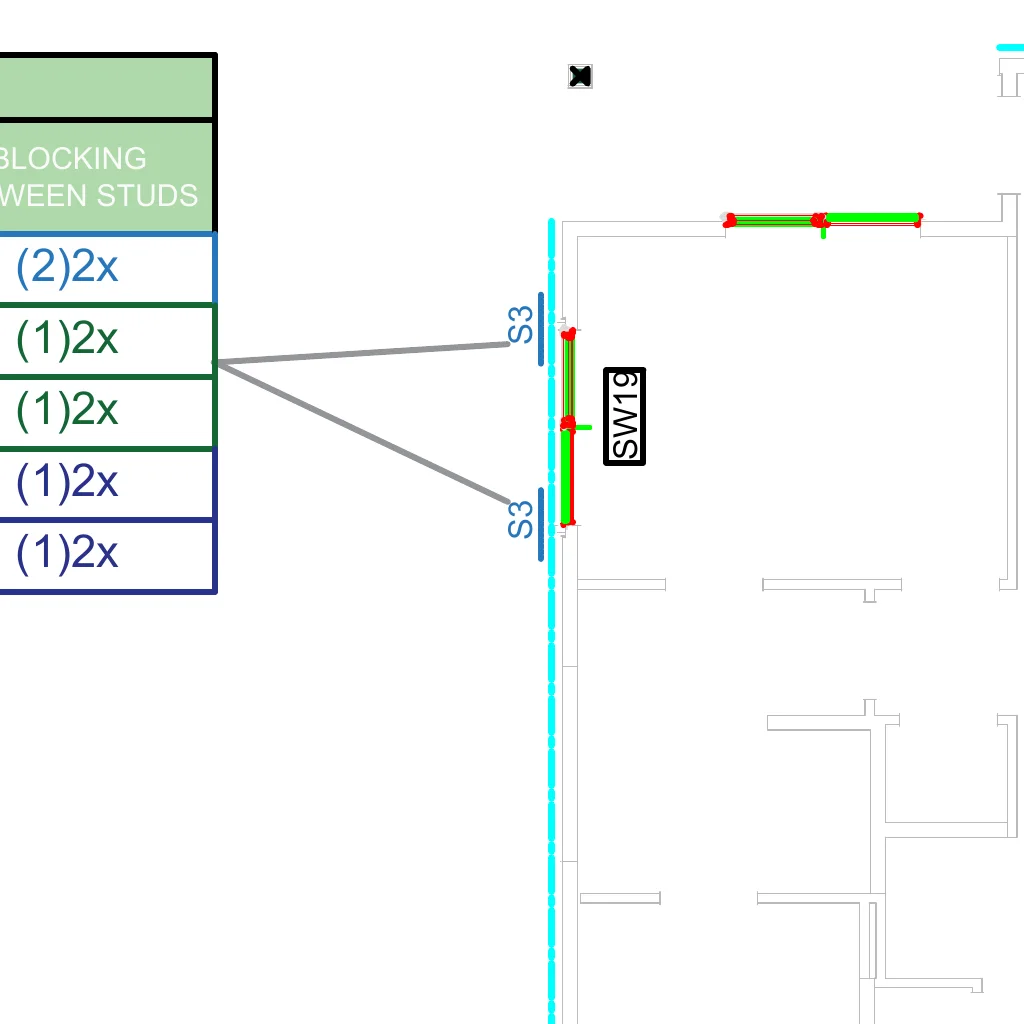 BLOCKING
WEEN STUDS
(2)2x
(1)2x
(1)2x
(1)2x
(1)2x
S3
S3
SW19